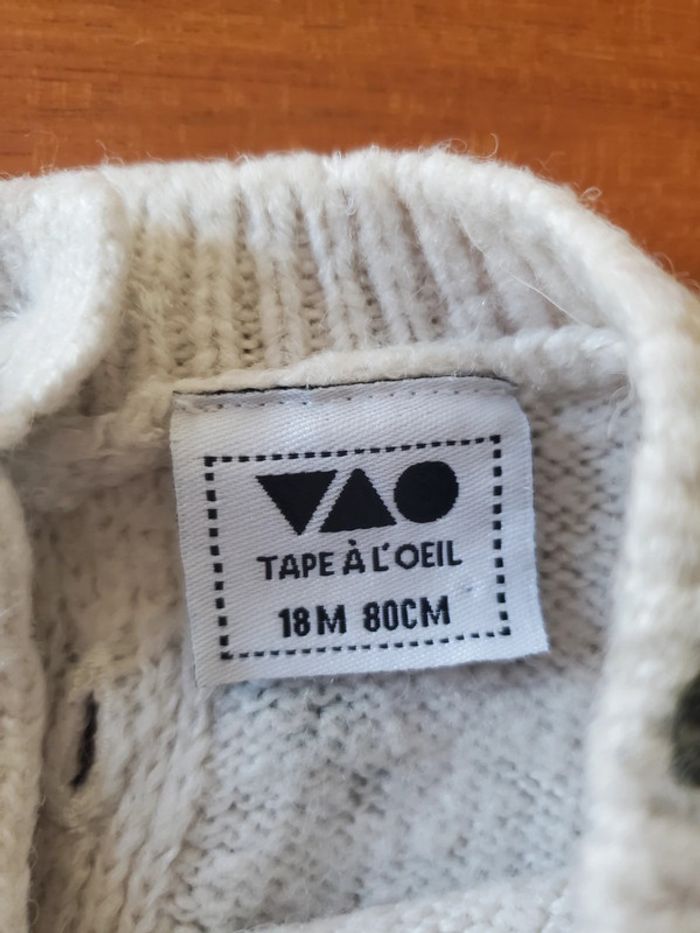 TAPE À L'OEIL
18M 80CM